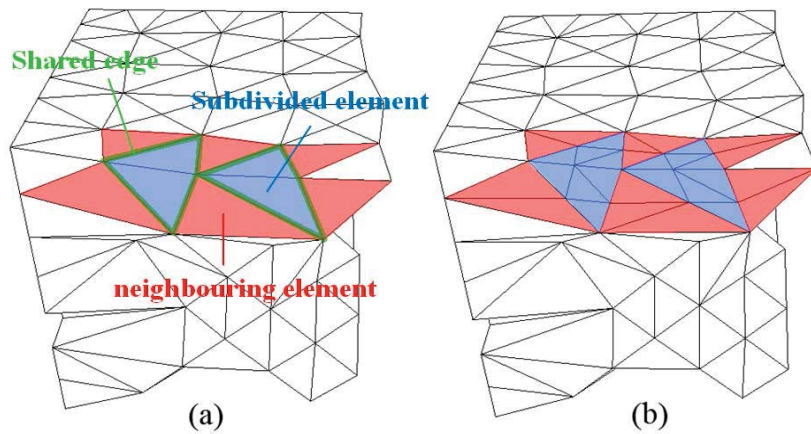 Shared edge
Subdivided element
neighbouring element
(a)
(b)